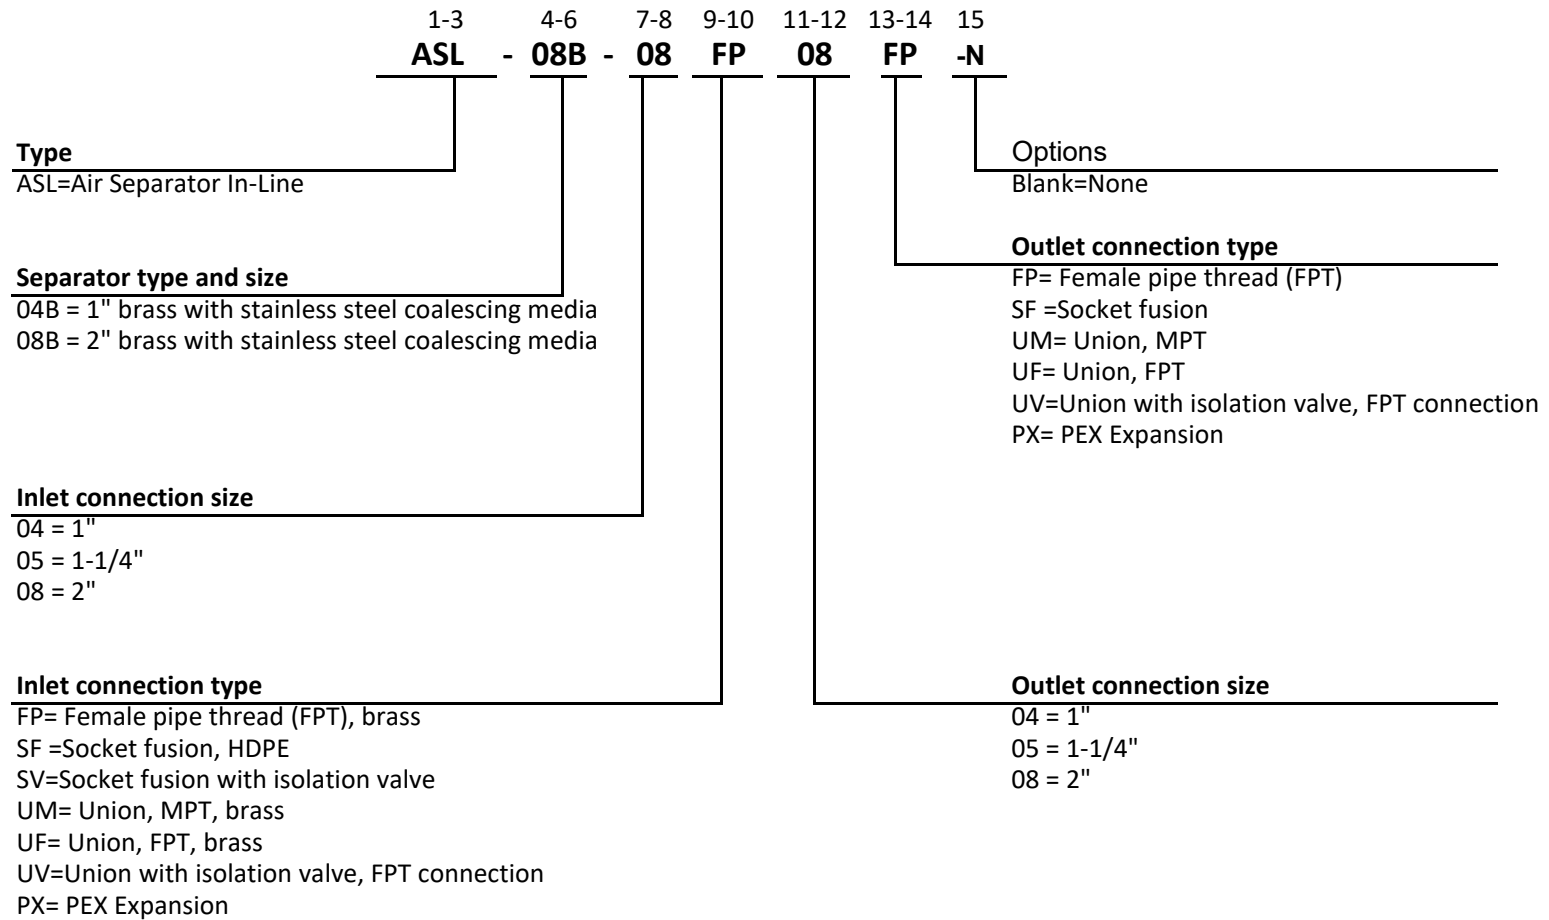 1-3 4-6 7-8 9-10 11-12 13-14 15
ASL - 08B - 08 FP 08 FP -N
Type
ASL=Air Separator In-Line
Separator type and size
04B = 1" brass with stainless steel coalescing media
08B = 2" brass with stainless steel coalescing media
Inlet connection size
04 = 1"
05 = 1-1/4"
08 = 2"
Inlet connection type
FP= Female pipe thread (FPT), brass
SF =Socket fusion, HDPE
SV=Socket fusion with isolation valve
UM= Union, MPT, brass
UF= Union, FPT, brass
UV=Union with isolation valve, FPT connection
PX= PEX Expansion
Options
Blank=None
Outlet connection type
FP= Female pipe thread (FPT)
SF =Socket fusion
UM= Union, MPT
UF= Union, FPT
UV=Union with isolation valve, FPT connection
PX= PEX Expansion
Outlet connection size
04 = 1"
05 = 1-1/4"
08 = 2"